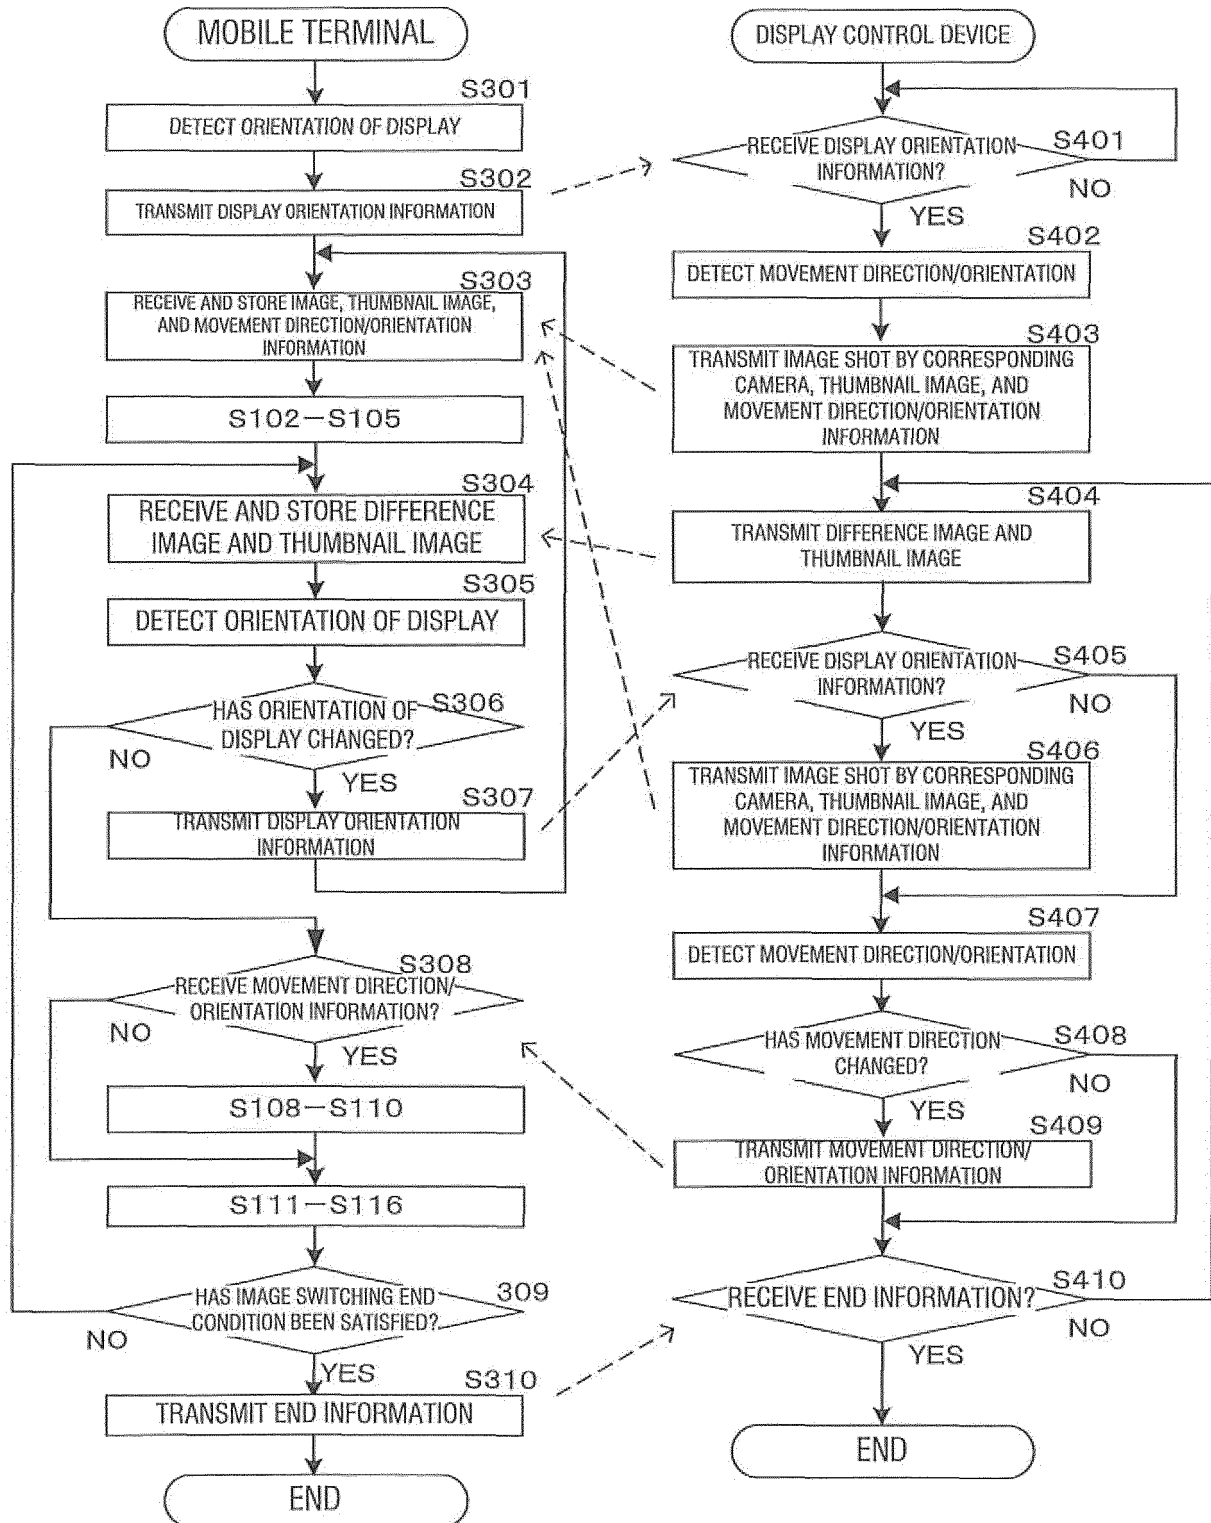 MOBILE TERMINAL
S301
DETECT ORIENTATION OF DISPLAY
S302
TRANSMIT DISPLAY ORIENTATION INFORMATION
S303
RECEIVE AND STORE IMAGE, THUMBNAIL IMAGE,
AND MOVEMENT DIRECTION/ORIENTATION
INFORMATION
S102-S105
S304
RECEIVE AND STORE DIFFERENCE
IMAGE AND THUMBNAIL IMAGE
S305
DETECT ORIENTATION OF DISPLAY
S306
HAS ORIENTATION OF
DISPLAY CHANGED?
NO
YES
S307
TRANSMIT DISPLAY ORIENTATION
INFORMATION
S308
RECEIVE MOVEMENT DIRECTION/
ORIENTATION INFORMATION?
NO
YES
S108-S110
S111-S116
309
HAS IMAGE SWITCHING END
CONDITION BEEN SATISFIED?
NO
YES
S310
TRANSMIT END INFORMATION
END
DISPLAY CONTROL DEVICE
S401
RECEIVE DISPLAY ORIENTATION
INFORMATION?
NO
YES
S402
DETECT MOVEMENT DIRECTION/ORIENTATION
S403
TRANSMIT IMAGE SHOT BY CORRESPONDING
CAMERA, THUMBNAIL IMAGE, AND
MOVEMENT DIRECTION/ORIENTATION
INFORMATION
S404
TRANSMIT DIFFERENCE IMAGE AND
THUMBNAIL IMAGE
S405
RECEIVE DISPLAY ORIENTATION
INFORMATION?
NO
YES
S406
TRANSMIT IMAGE SHOT BY CORRESPONDING
CAMERA, THUMBNAIL IMAGE, AND
MOVEMENT DIRECTION/ORIENTATION
INFORMATION
S407
DETECT MOVEMENT DIRECTION/ORIENTATION
S408
HAS MOVEMENT DIRECTION
CHANGED?
NO
YES
S409
TRANSMIT MOVEMENT DIRECTION/
ORIENTATION INFORMATION
S410
RECEIVE END INFORMATION?
NO
YES
END